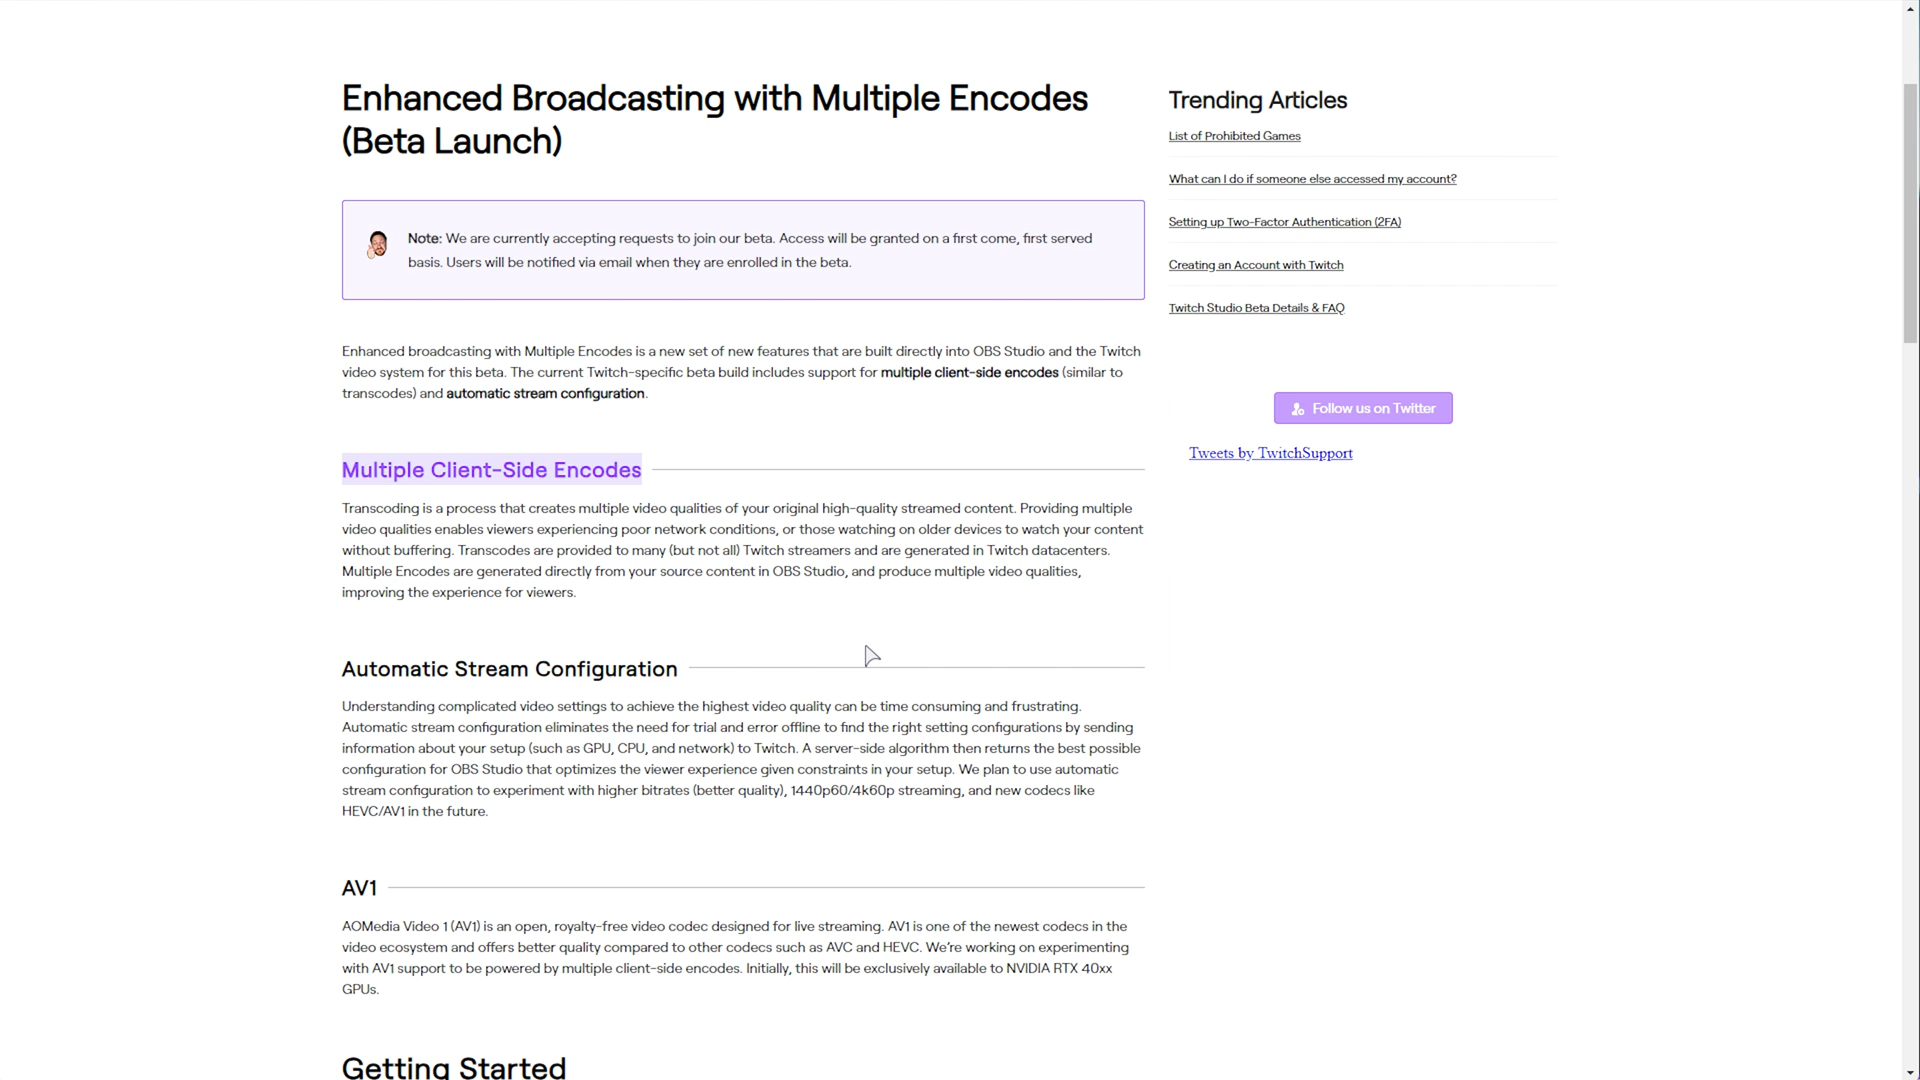 Enhanced Broadcasting with Multiple Encodes
(Beta Launch)
Note: We are currently accepting requests to join our beta. Access will be granted on a first come, first served
basis. Users will be notified via email when they are enrolled in the beta.
Enhanced broadcasting with Multiple Encodes is a new set of new features that are built directly into OBS Studio and the Twitch
video system for this beta. The current Twitch-specific beta build includes support for multiple client-side encodes (similar to
transcodes) and automatic stream configuration.
Multiple Client-Side Encodes
Transcoding is a process that creates multiple video qualities of your original high-quality streamed content. Providing multiple
video qualities enables viewers experiencing poor network conditions, or those watching on older devices to watch your content
without buffering. Transcodes are provided to many (but not all) Twitch streamers and are generated in Twitch datacenters.
Multiple Encodes are generated directly from your source content in OBS Studio, and produce multiple video qualities,
improving the experience for viewers.
Automatic Stream Configuration
Understanding complicated video settings to achieve the highest video quality can be time consuming and frustrating.
Automatic stream configuration eliminates the need for trial and error offline to find the right setting configurations by sending
information about your setup (such as GPU, CPU, and network) to Twitch. A server-side algorithm then returns the best possible
configuration for OBS Studio that optimizes the viewer experience given constraints in your setup. We plan to use automatic
stream configuration to experiment with higher bitrates (better quality), 1440p60/4k60p streaming, and new codecs like
HEVC/AV1 in the future.
AV1
AOMedia Video 1 (AV1) is an open, royalty-free video codec designed for live streaming. AV1 is one of the newest codecs in the
video ecosystem and offers better quality compared to other codecs such as AVC and HEVC. We're working on experimenting
with AV1 support to be powered by multiple client-side encodes. Initially, this will be exclusively available to NVIDIA RTX 40xx
GPUs.
Getting Started
Trending Articles
List of Prohibited Games
What can I do if someone else accessed my account?
Setting up Two-Factor Authentication (2FA)
Creating an Account with Twitch
Twitch Studio Beta Details & FAQ
Follow us on Twitter
Tweets by TwitchSupport